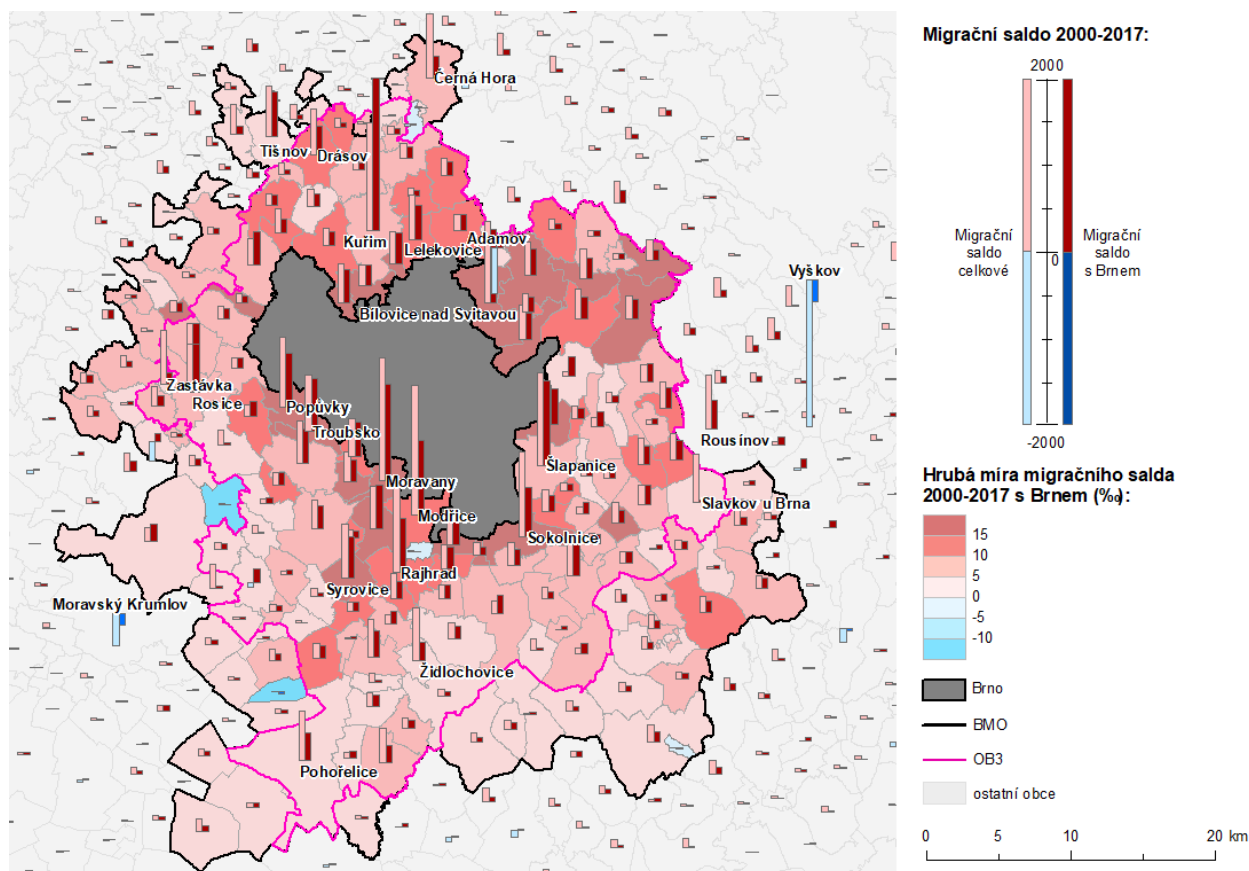 Migrační saldo 2000-2017:
2000
Migrační
saldo
celkové
0
Migrační
saldo
s Brnem
-2000
Hrubá míra migračního salda
2000-2017 s Brnem (‰):
15
10
5
0
-5
-10
Brno
BMO
OB3
ostatní obce
0
5
10
20 km
Černá Hora
Tišnov
Drásov
Kuřim
Lelekovice
Adamov
Vyškov
Bílovice nad Svitavou
Zastávka
Rosice
Popůvky
Troubsko
Rousínov
Šlapanice
Moravany
Slavkov u Brna
Modřice
Sokolnice
Rajhrad
Syrovice
Moravský Krumlov
Židlochovice
Pohořelice